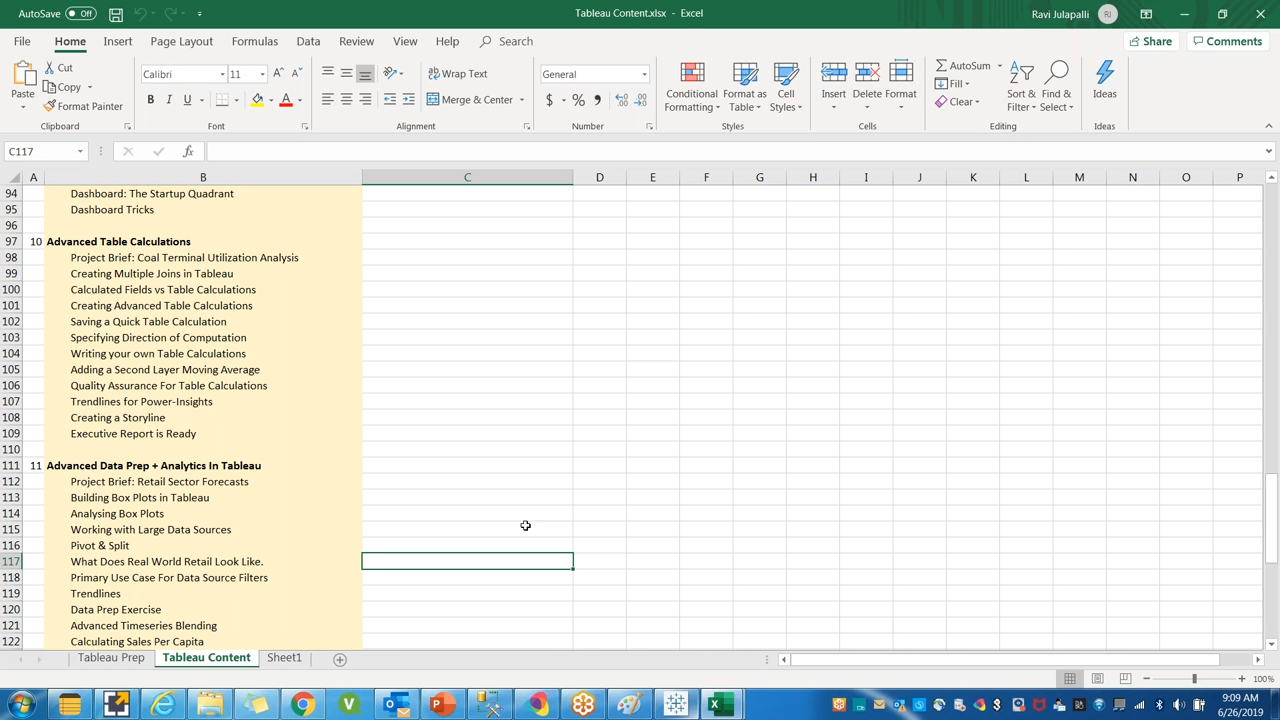 AutoSave Off Tableau Content.xlsx - Excel Ravi Julapalli RJ
File Home Insert Page Layout Formulas Data Review View Help Search Share Comments
Paste Cut Copy Format Painter Clipboard
Calibri 11 A A B I U A Font
Wrap Text Merge & Center Alignment
General $ % , Number
Conditional Formatting Format as Table Cell Styles Styles
Insert Delete Format Cells
AutoSum Fill Clear Sort & Filter Find & Select Editing
Ideas Ideas
C117 fx
A B C D E F G H I J K L M N O P
94 Dashboard: The Startup Quadrant
95 Dashboard Tricks
96
97 10 Advanced Table Calculations
98 Project Brief: Coal Terminal Utilization Analysis
99 Creating Multiple Joins in Tableau
100 Calculated Fields vs Table Calculations
101 Creating Advanced Table Calculations
102 Saving a Quick Table Calculation
103 Specifying Direction of Computation
104 Writing your own Table Calculations
105 Adding a Second Layer Moving Average
106 Quality Assurance For Table Calculations
107 Trendlines for Power-Insights
108 Creating a Storyline
109 Executive Report is Ready
110
111 11 Advanced Data Prep + Analytics In Tableau
112 Project Brief: Retail Sector Forecasts
113 Building Box Plots in Tableau
114 Analysing Box Plots
115 Working with Large Data Sources
116 Pivot & Split
117 What Does Real World Retail Look Like.
118 Primary Use Case For Data Source Filters
119 Trendlines
120 Data Prep Exercise
121 Advanced Timeseries Blending
122 Calculating Sales Per Capita
Tableau Prep Tableau Content Sheet1
100%
9:09 AM
6/26/2019